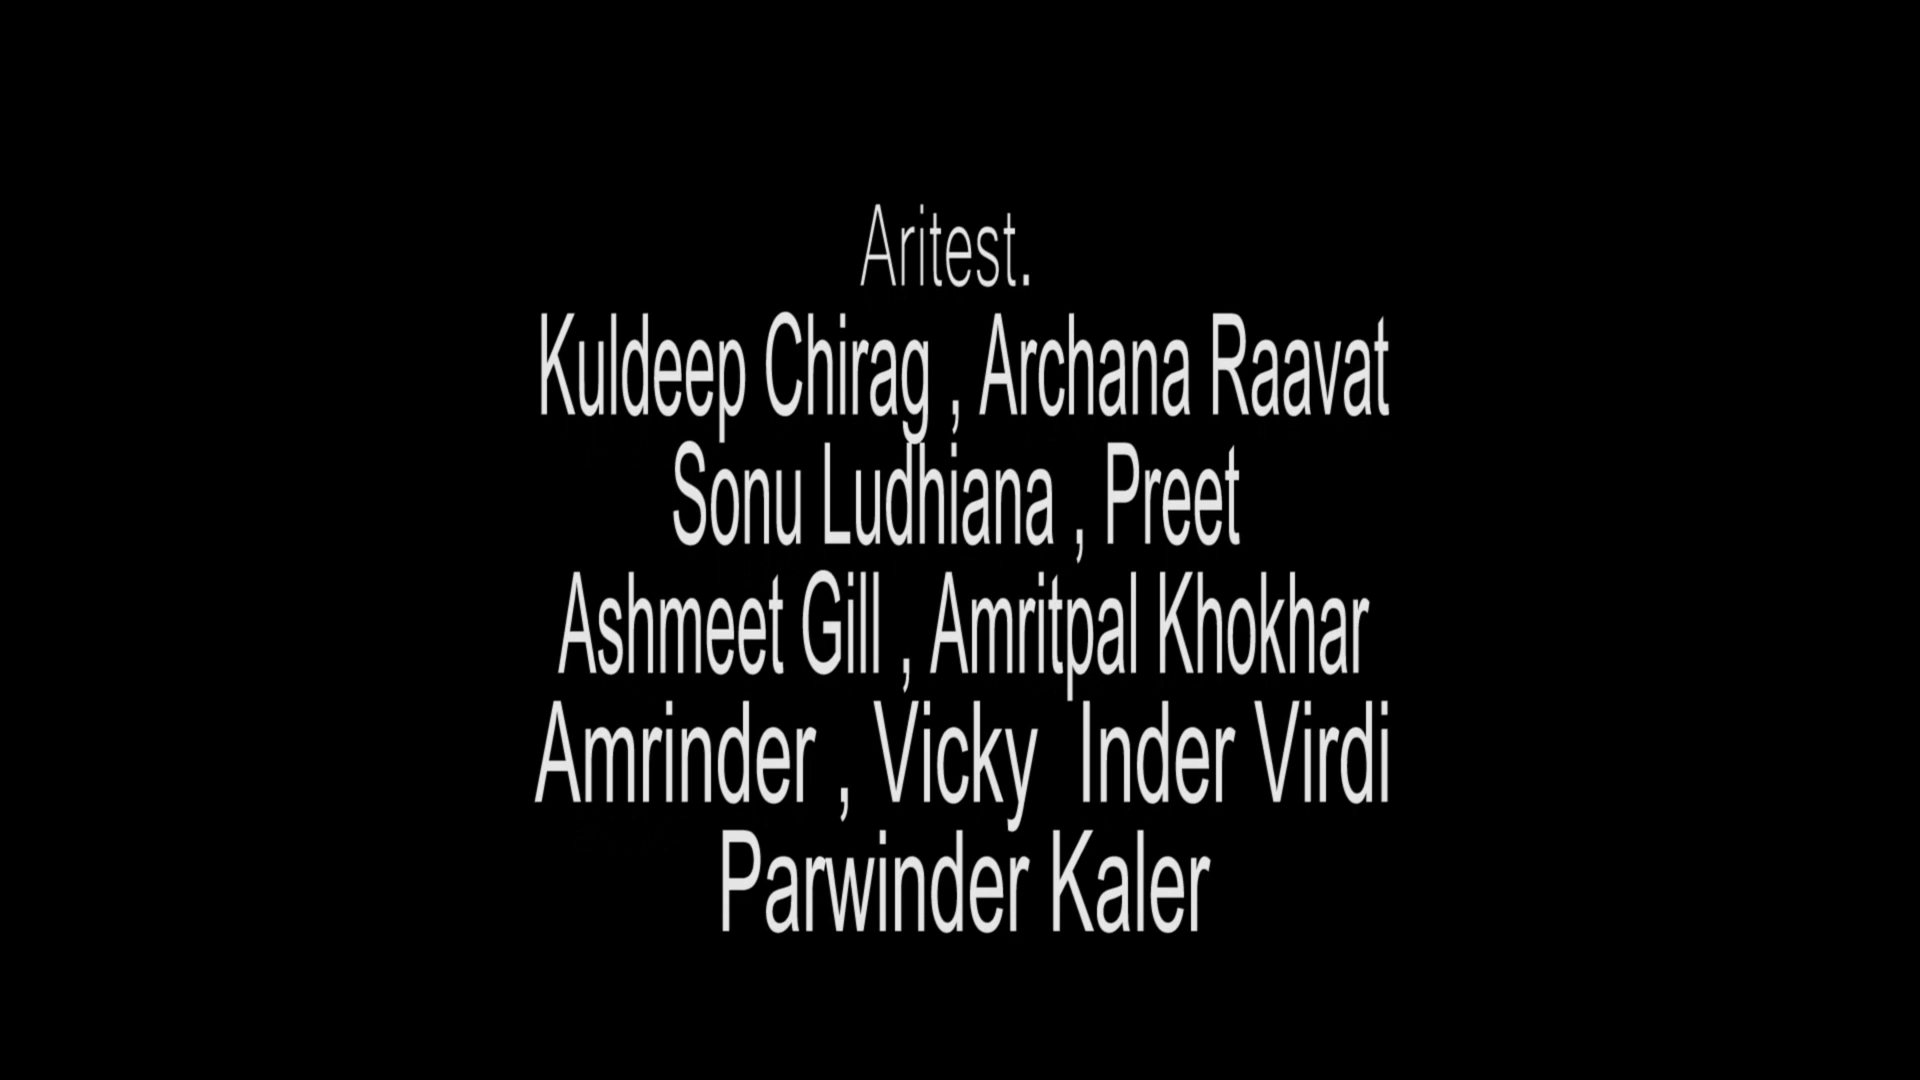 Aritest.
Kuldeep Chirag , Archana Raavat
Sonu Ludhiana , Preet
Ashmeet Gill , Amritpal Khokhar
Amrinder , Vicky  Inder Virdi
Parwinder Kaler